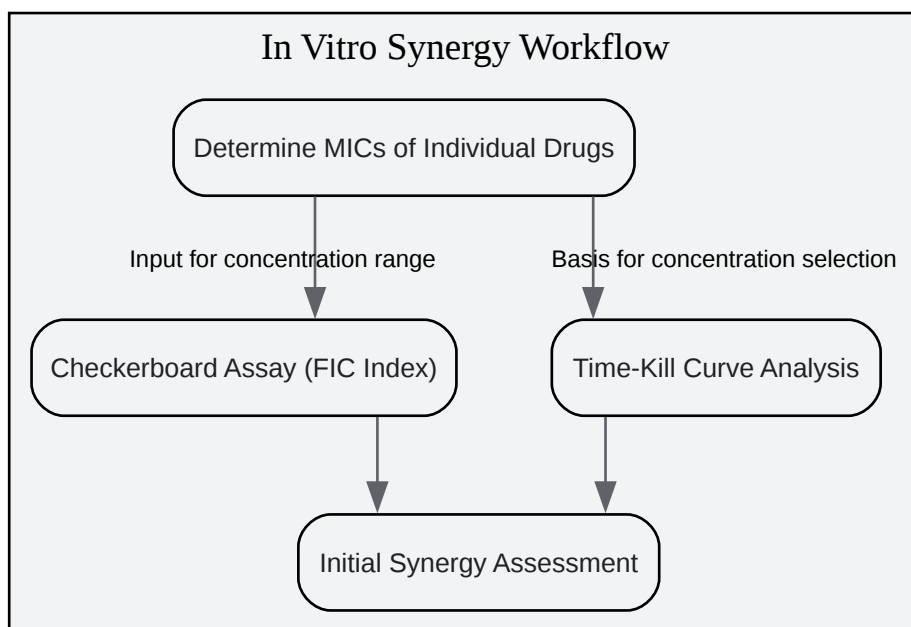 In Vitro Synergy Workflow
Determine MICs of Individual Drugs
Input for concentration range
Basis for concentration selection
Checkerboard Assay (FIC Index)
Time-Kill Curve Analysis
Initial Synergy Assessment